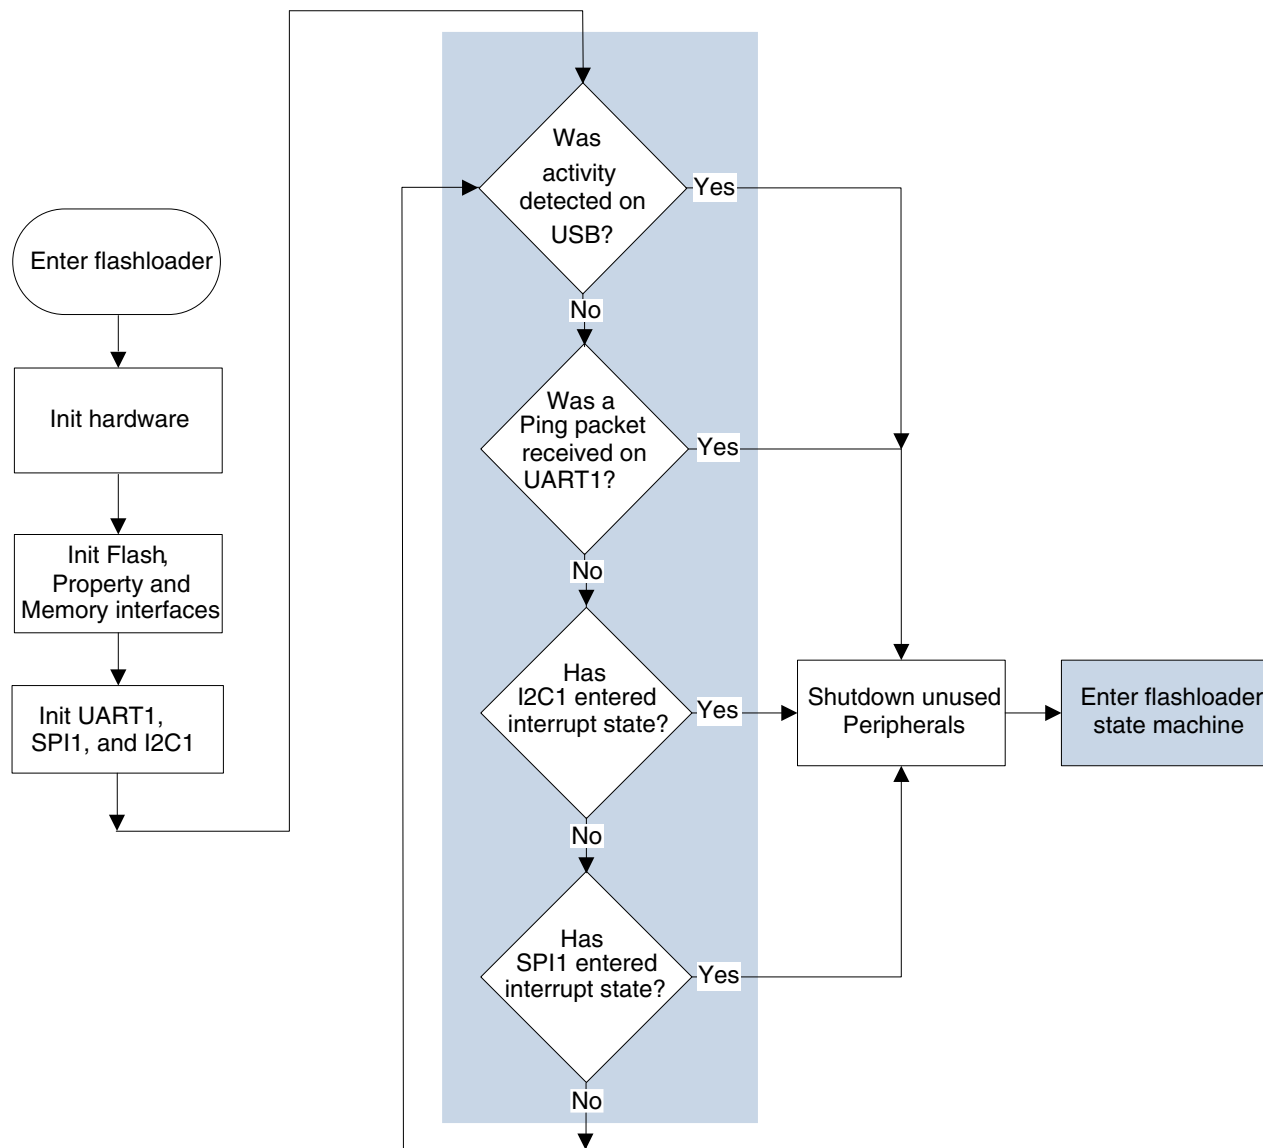 Enter flashloader
Init hardware
Init Flash,
Property and
Memory interfaces
Init UART1,
SPI1, and I2C1
Was
activity
detected on
USB?
Yes
No
Was a
Ping packet
received on
UART1?
Yes
No
Has
I2C1 entered
interrupt state?
Yes
No
Has
SPI1 entered
interrupt state?
Yes
No
Shutdown unused
Peripherals
Enter flashloader
state machine